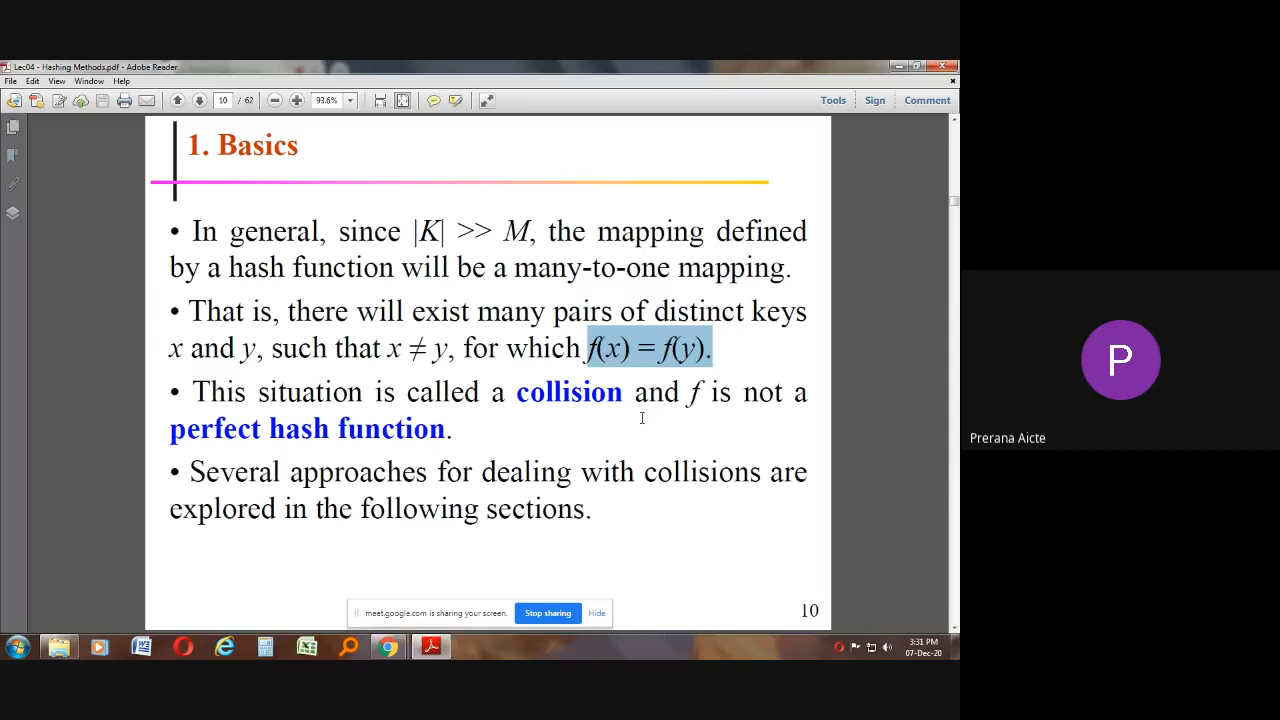 Lec04 - Hashing Methods.pdf - Adobe Reader
File Edit View Window Help
10 / 62 93.6% Tools Sign Comment
1. Basics
• In general, since |K| >> M, the mapping defined
by a hash function will be a many-to-one mapping.
• That is, there will exist many pairs of distinct keys
x and y, such that x ≠ y, for which f(x) = f(y).
• This situation is called a collision and f is not a
perfect hash function.
• Several approaches for dealing with collisions are
explored in the following sections.
10
meet.google.com is sharing your screen. Stop sharing Hide
3:31 PM
07-Dec-20
P
Prerana Aicte